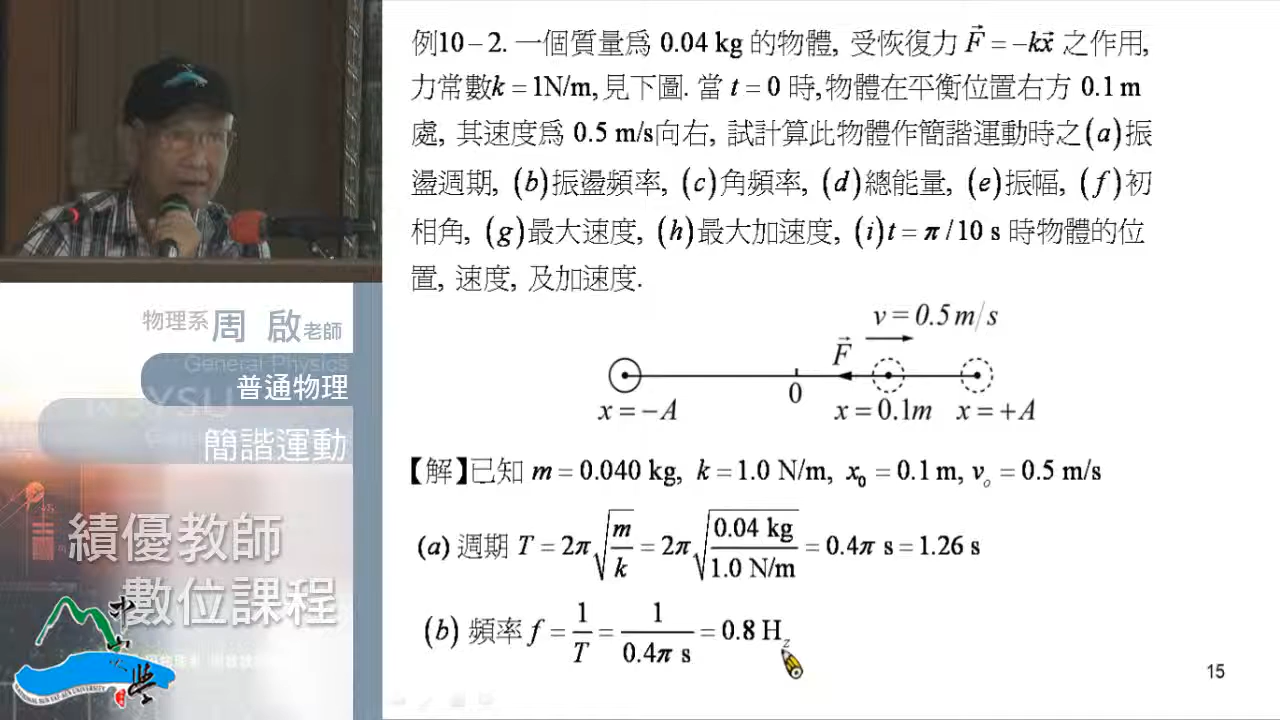 例10－2. 一個質量爲 0.04 kg 的物體, 受恢復力 F⃗ = −kx⃗ 之作用,
力常數k = 1N/m, 見下圖. 當 t = 0 時, 物體在平衡位置右方 0.1 m
處, 其速度爲 0.5 m/s向右, 試計算此物體作簡諧運動時之(a)振
盪週期, (b)振盪頻率, (c)角頻率, (d)總能量, (e)振幅, (f)初
相角, (g)最大速度, (h)最大加速度, (i)t = π/10 s 時物體的位
置, 速度, 及加速度.
v = 0.5 m/s
F⃗
0
x = −A
x = 0.1m
x = +A
【解】已知 m = 0.040 kg, k = 1.0 N/m, x₀ = 0.1 m, vₒ = 0.5 m/s
(a) 週期 T = 2π√(m/k) = 2π√(0.04 kg/1.0 N/m) = 0.4π s = 1.26 s
(b) 頻率 f = 1/T = 1/0.4π s = 0.8 Hz
15
物理系周 啟老師
General Physics
普通物理
簡諧運動
績優教師
數位課程